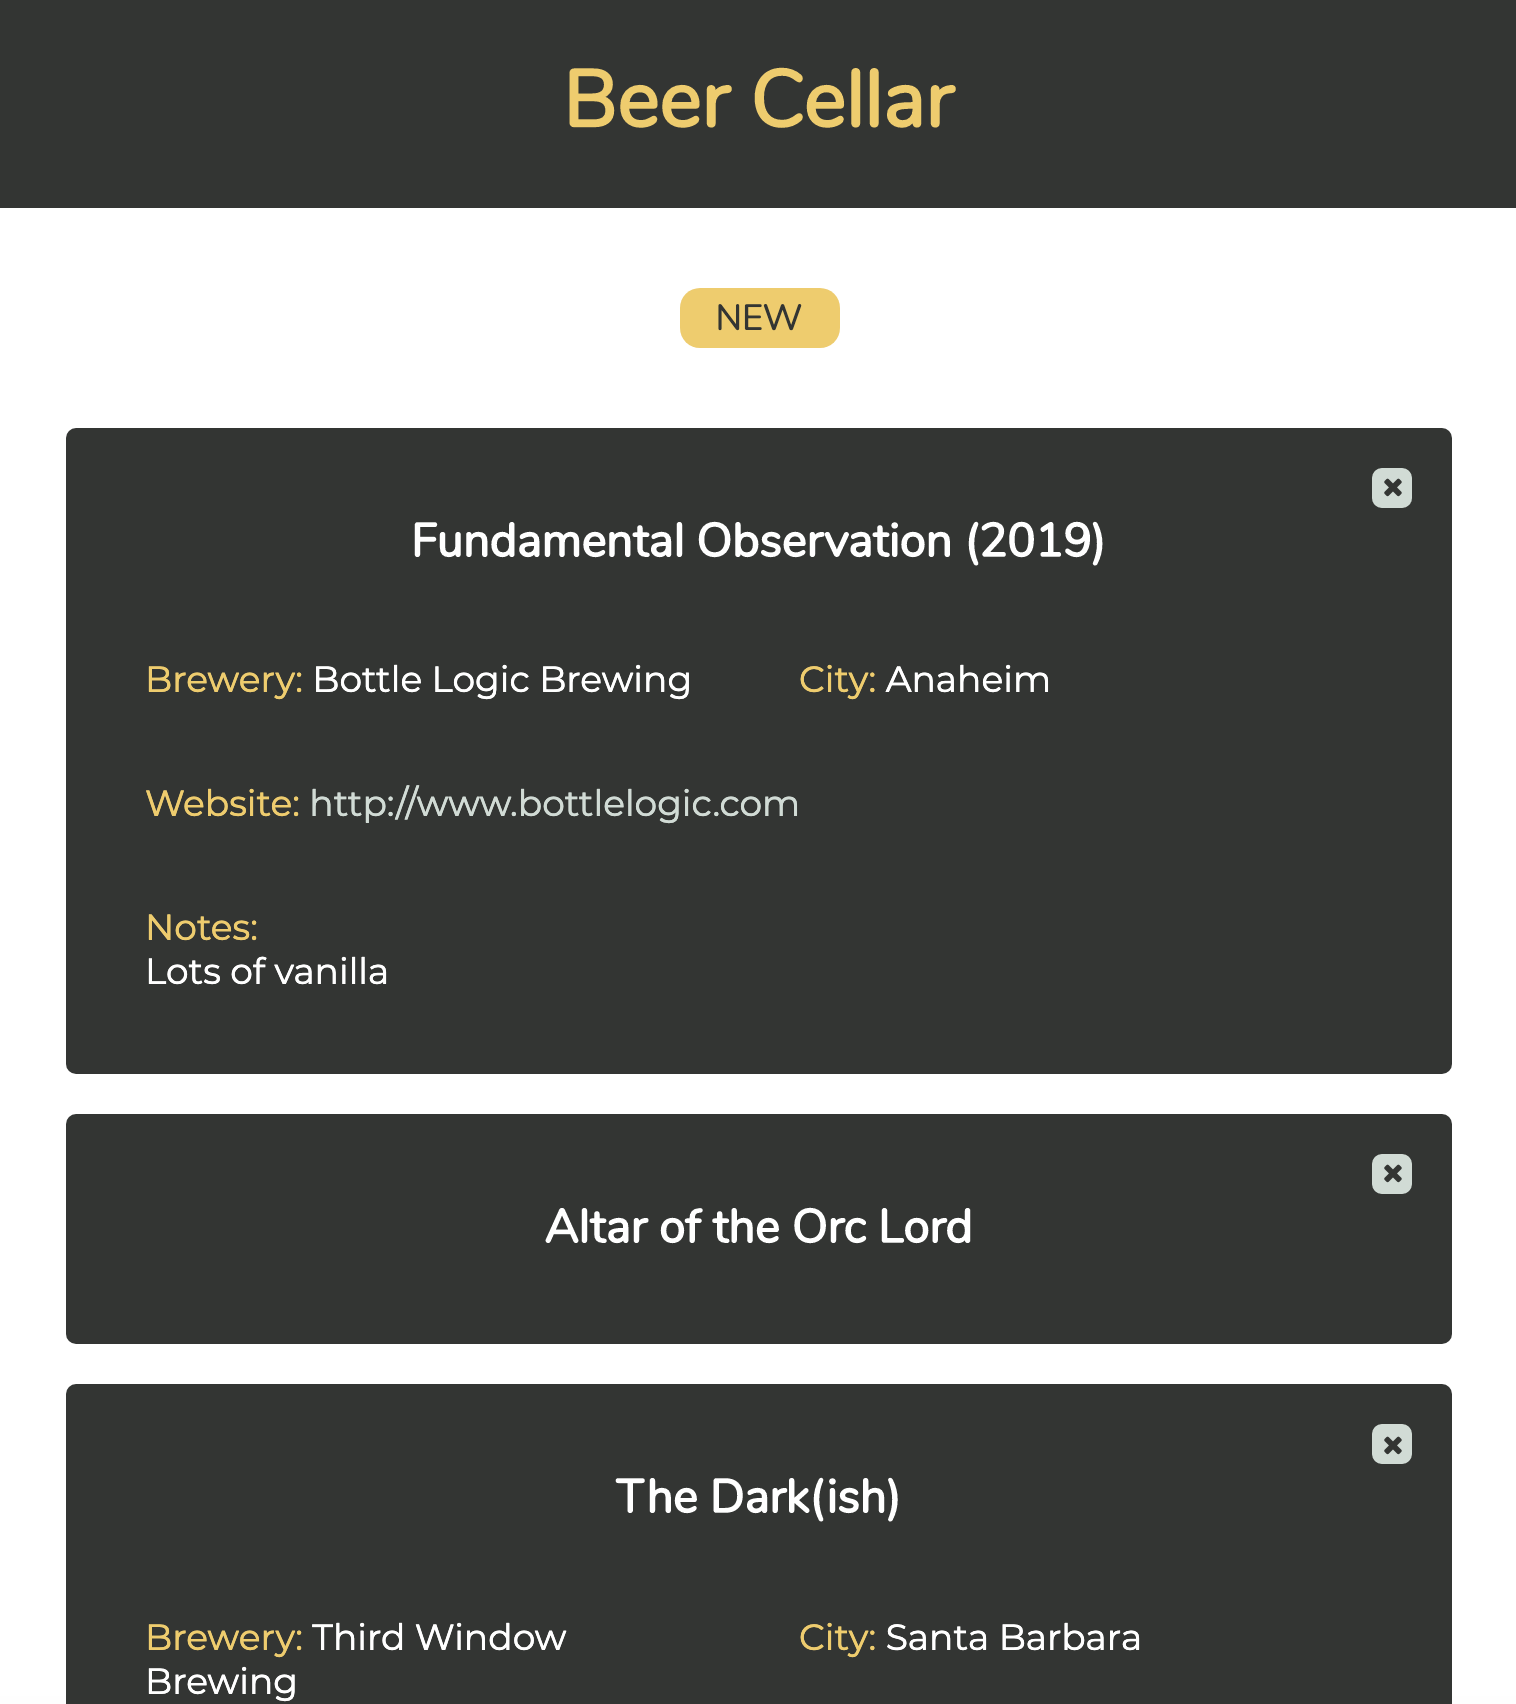 Beer Cellar
NEW
Fundamental Observation (2019)
Brewery: Bottle Logic Brewing City: Anaheim
Website: http://www.bottlelogic.com
Notes:
Lots of vanilla
Altar of the Orc Lord
The Dark(ish)
Brewery: Third Window City: Santa Barbara
Brewing